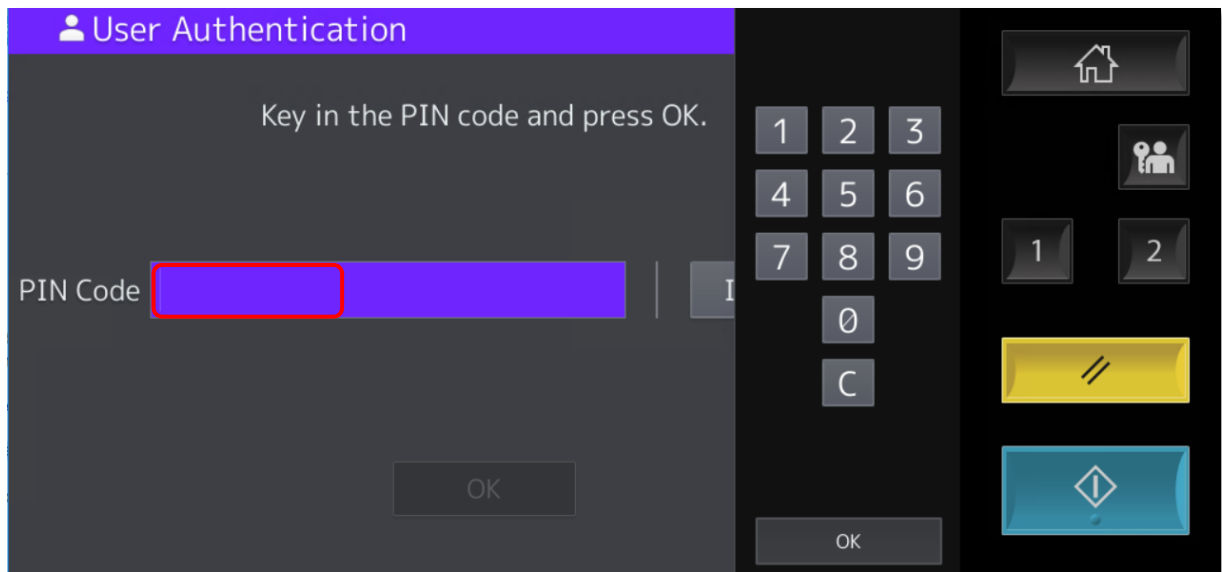 User Authentication
Key in the PIN code and press OK.
PIN Code
I
OK
1 2 3
4 5 6
7 8 9
0
C
OK
1 2